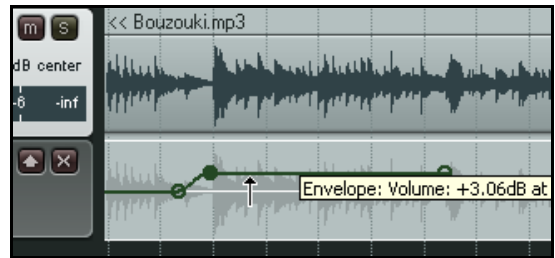 m S
<< Bouzouki.mp3
dB center
-6 -inf
Envelope: Volume: +3.06dB at